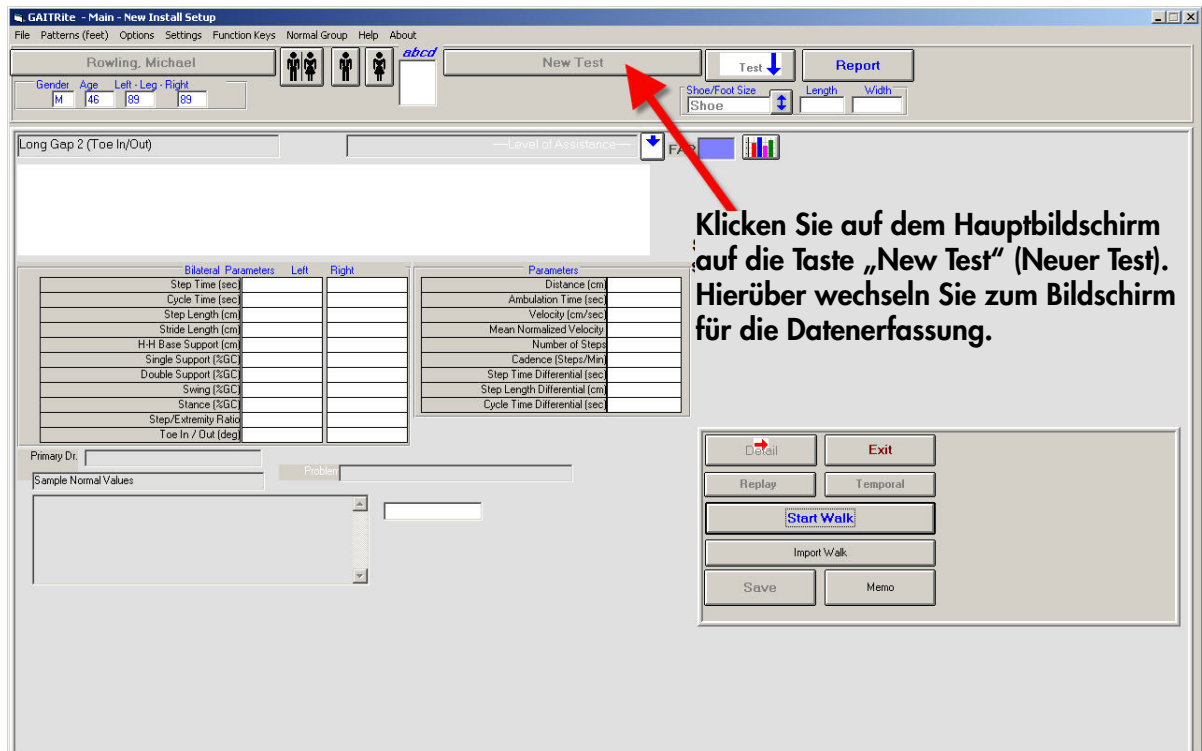 GAITRite - Main - New Install Setup
File Patterns (feet) Options Settings Function Keys Normal Group Help About
Rowling, Michael
abcd
New Test
Test
Report
Gender Age Left - Leg - Right
M 46 89 89
Shoe/Foot Size Length Width
Shoe
Long Gap 2 (Toe In/Out)
---Level of Assistance---
FAP
Klicken Sie auf dem Hauptbildschirm
auf die Taste „New Test“ (Neuer Test).
Hierüber wechseln Sie zum Bildschirm
für die Datenerfassung.
Bilateral Parameters Left Right
Step Time (sec)
Cycle Time (sec)
Step Length (cm)
Stride Length (cm)
H-H Base Support (cm)
Single Support (%GC)
Double Support (%GC)
Swing (%GC)
Stance (%GC)
Step/Extremity Ratio
Toe In / Out (deg)
Parameters
Distance (cm)
Ambulation Time (sec)
Velocity (cm/sec)
Mean Normalized Velocity
Number of Steps
Cadence (Steps/Min)
Step Time Differential (sec)
Step Length Differential (cm)
Cycle Time Differential (sec)
Primary Dr.
Problem
Sample Normal Values
Detail
Exit
Replay
Temporal
Start Walk
Import Walk
Save
Memo